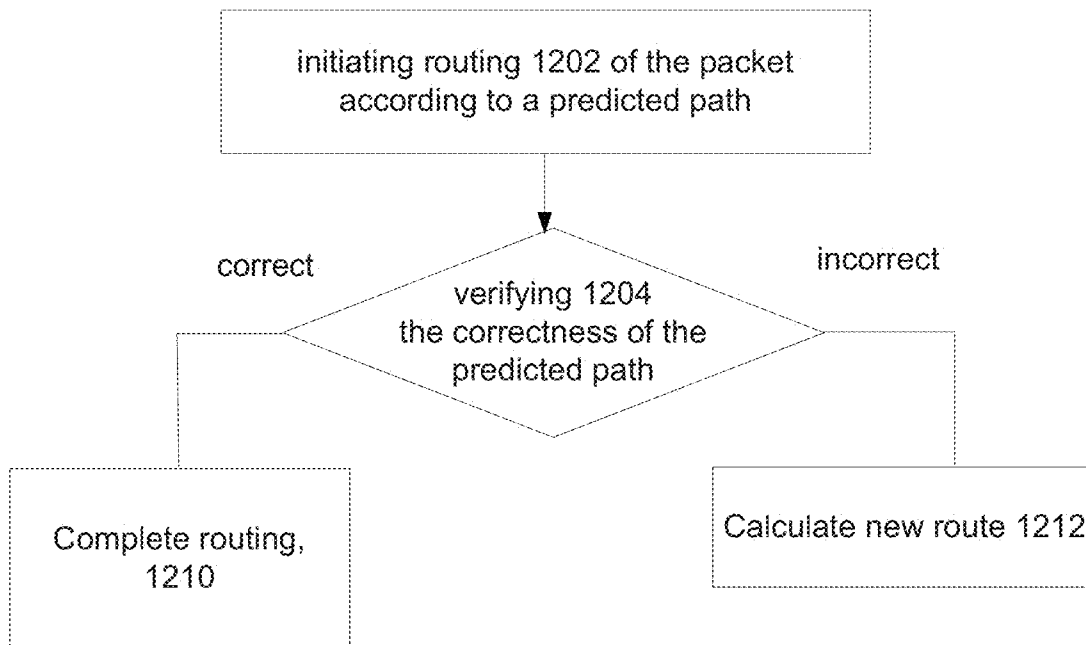 initiating routing 1202 of the packet
according to a predicted path
correct
incorrect
verifying 1204
the correctness of the
predicted path
Complete routing,
1210
Calculate new route 1212